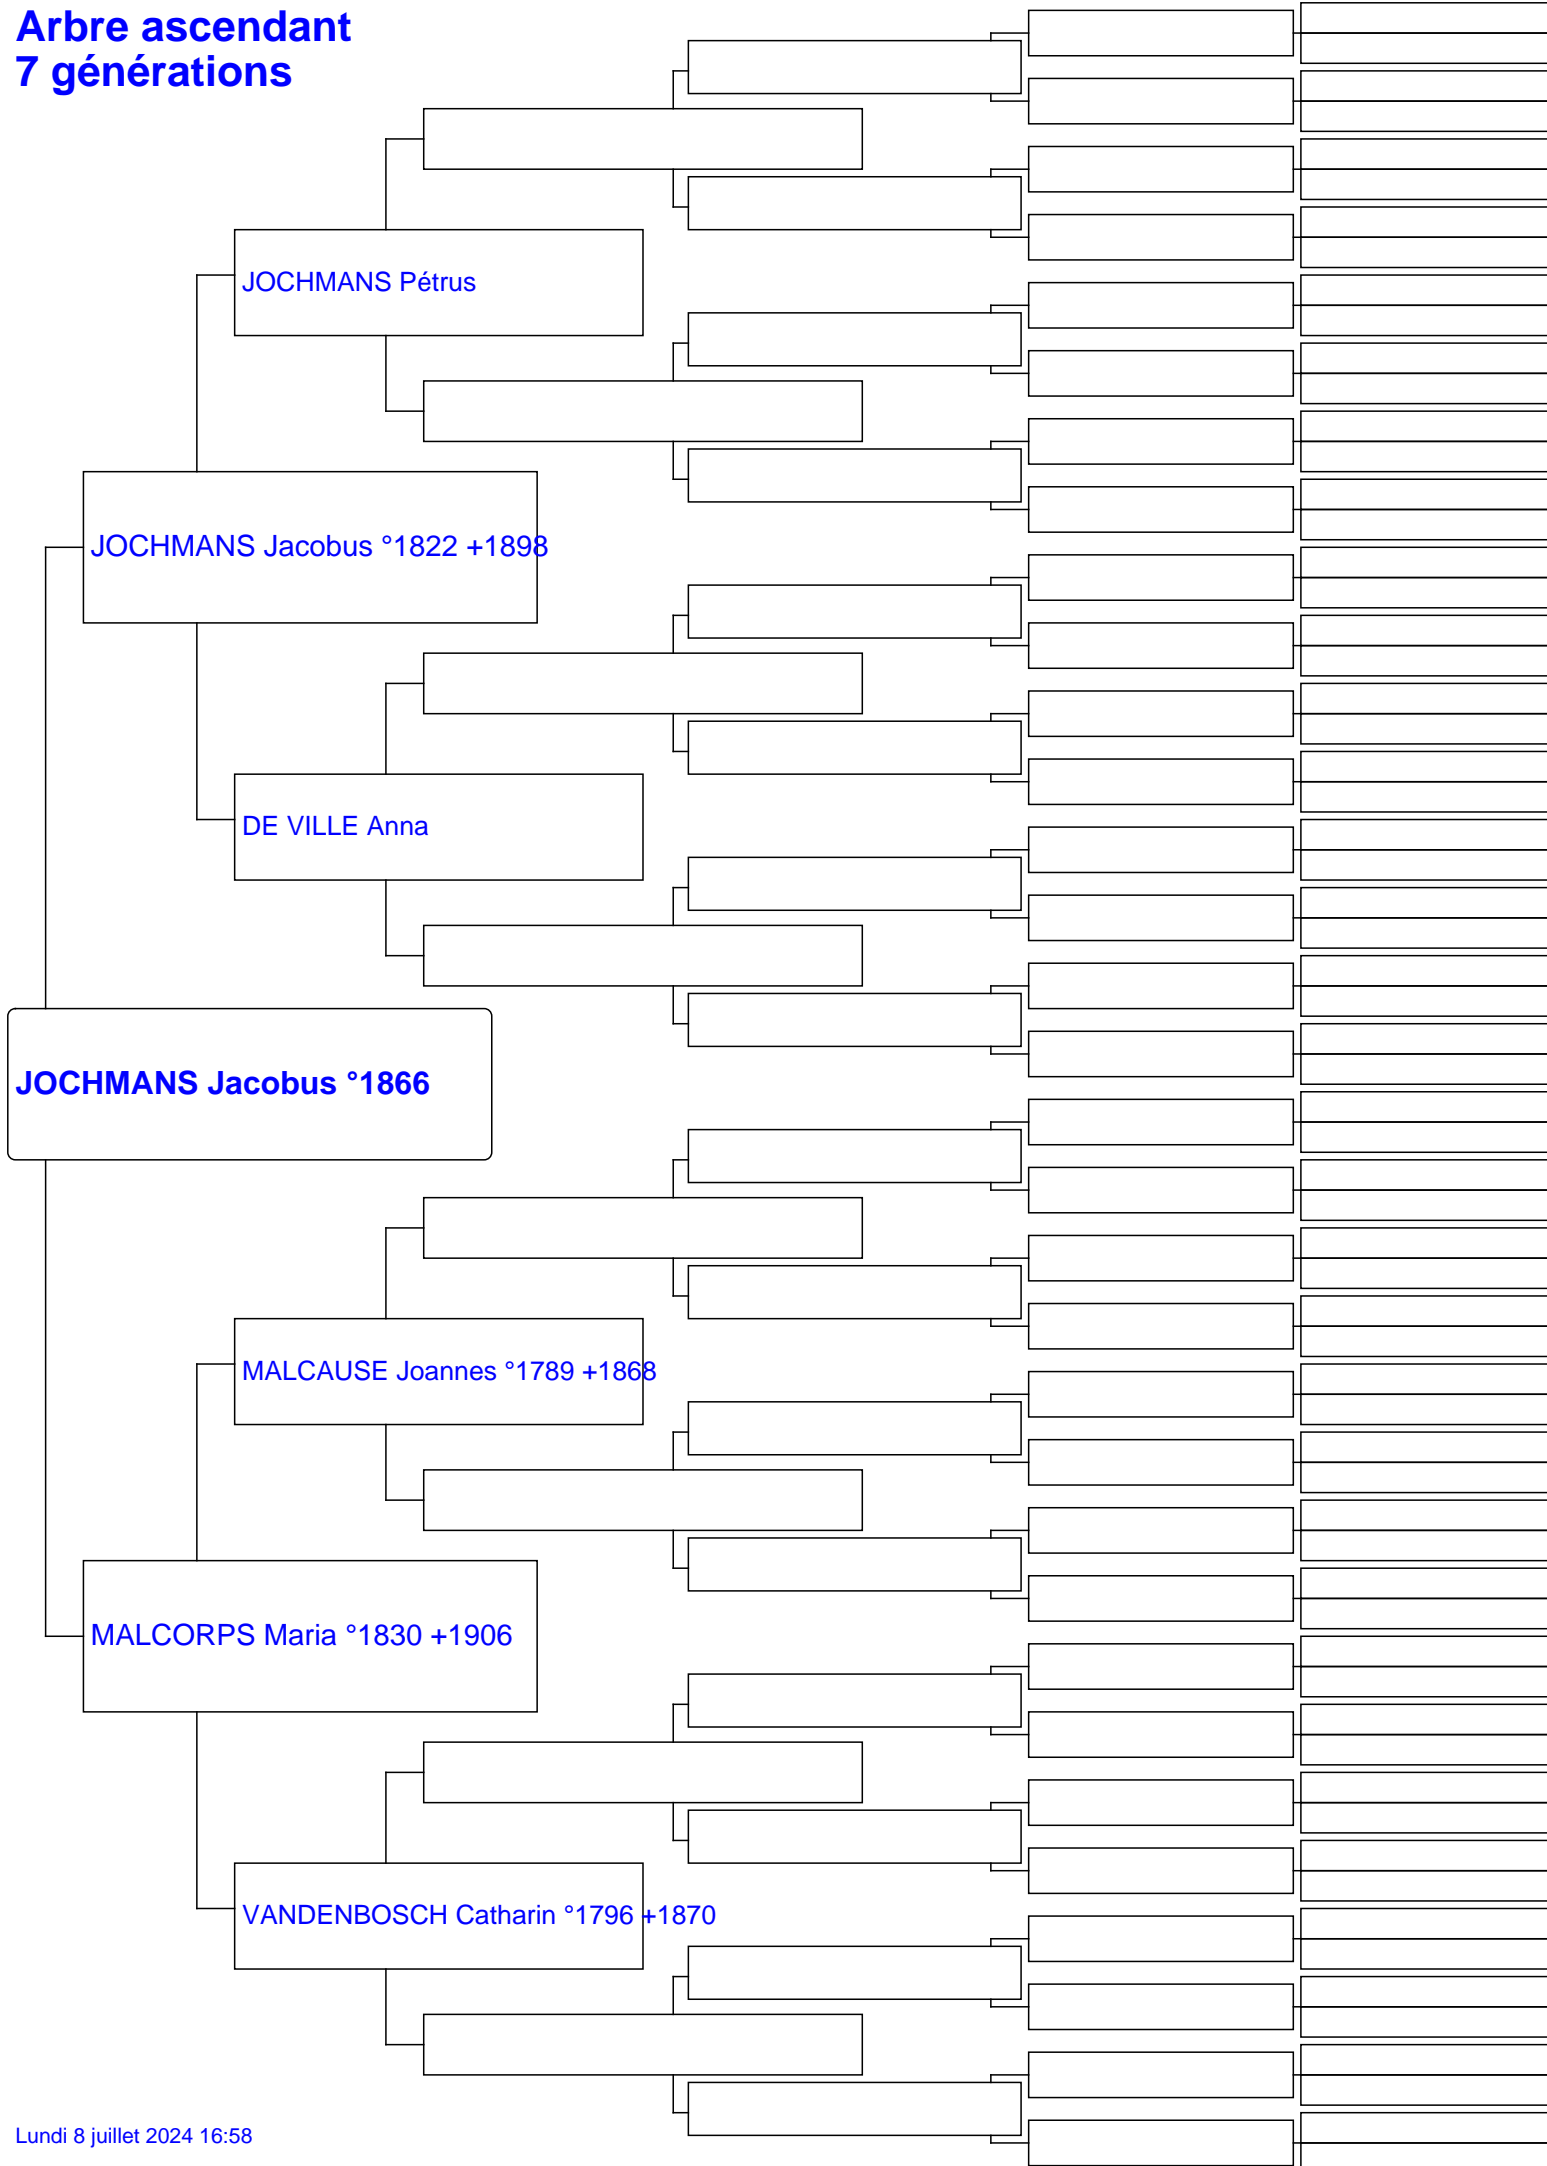 Arbre ascendant
7 générations
JOCHMANS Pétrus
JOCHMANS Jacobus °1822 +1898
DE VILLE Anna
JOCHMANS Jacobus °1866
MALCAUSE Joannes °1789 +1868
MALCORPS Maria °1830 +1906
VANDENBOSCH Catharin °1796 +1870
Lundi 8 juillet 2024 16:58